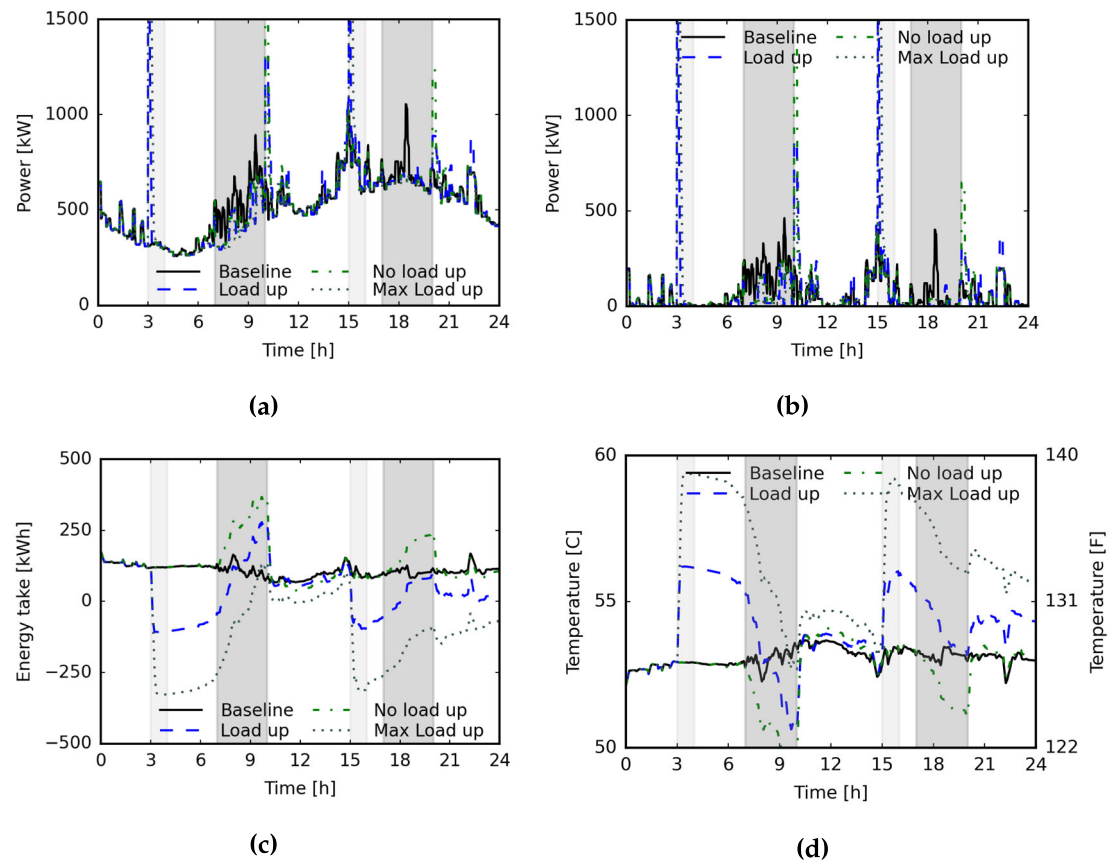 1500
1000
500
0
Power [kW]
Baseline
Load up
No load up
Max Load up
0 3 6 9 12 15 18 21 24
Time [h]
(a)
1500
1000
500
0
Power [kW]
Baseline
Load up
No load up
Max Load up
0 3 6 9 12 15 18 21 24
Time [h]
(b)
500
250
0
−250
−500
Energy take [kWh]
Baseline
Load up
No load up
Max Load up
0 3 6 9 12 15 18 21 24
Time [h]
(c)
60
55
50
Temperature [C]
Baseline
Load up
No load up
Max Load up
140
131
122
Temperature [F]
0 3 6 9 12 15 18 21 24
Time [h]
(d)